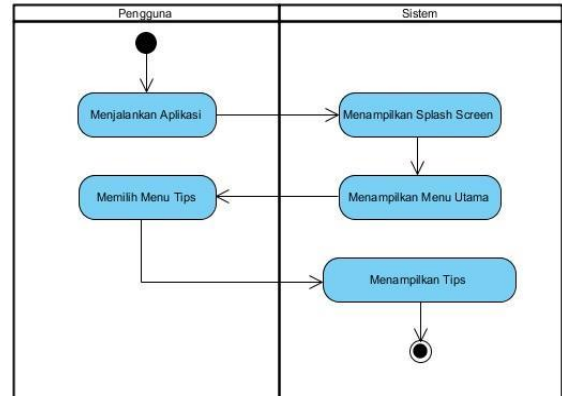 Pengguna
Sistem
Menjalankan Aplikasi
Menampilkan Splash Screen
Memilih Menu Tips
Menampilkan Menu Utama
Menampilkan Tips